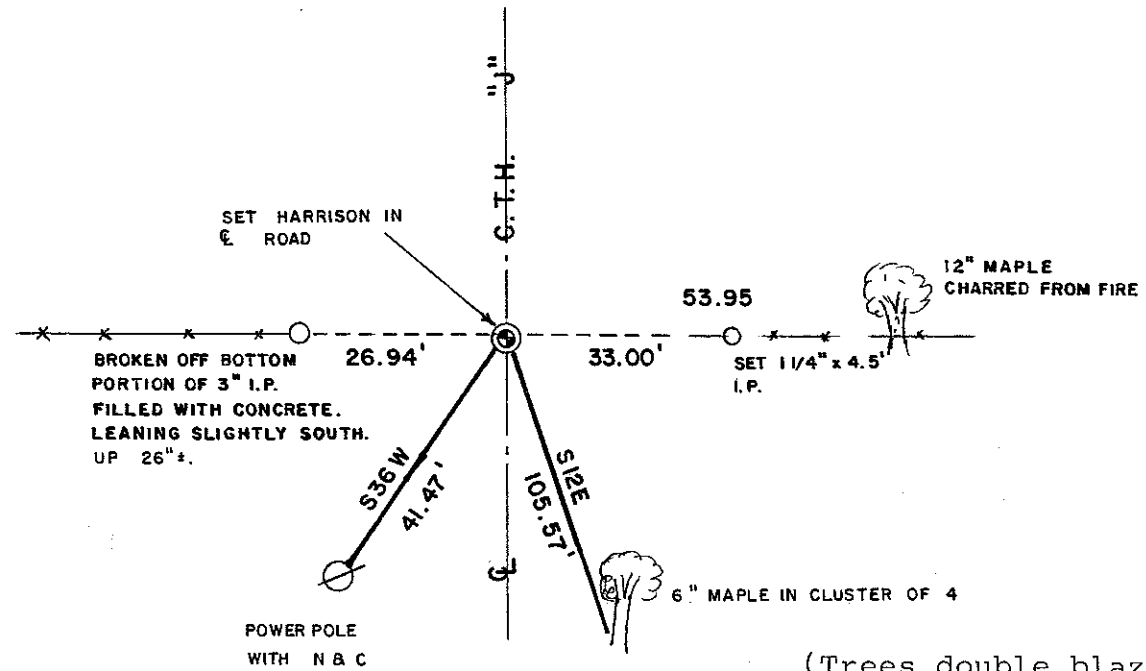 C.T.H. "J"
SET HARRISON IN
℄ ROAD
12" MAPLE
CHARRED FROM FIRE
53.95
26.94'
33.00'
BROKEN OFF BOTTOM
PORTION OF 3" I.P.
FILLED WITH CONCRETE.
LEANING SLIGHTLY SOUTH.
UP 26"±.
SET 1 1/4" x 4.5'
I.P.
S36W
41.47'
S12E
105.57'
℄
6" MAPLE IN CLUSTER OF 4
POWER POLE
WITH N & C
(Trees double blaz